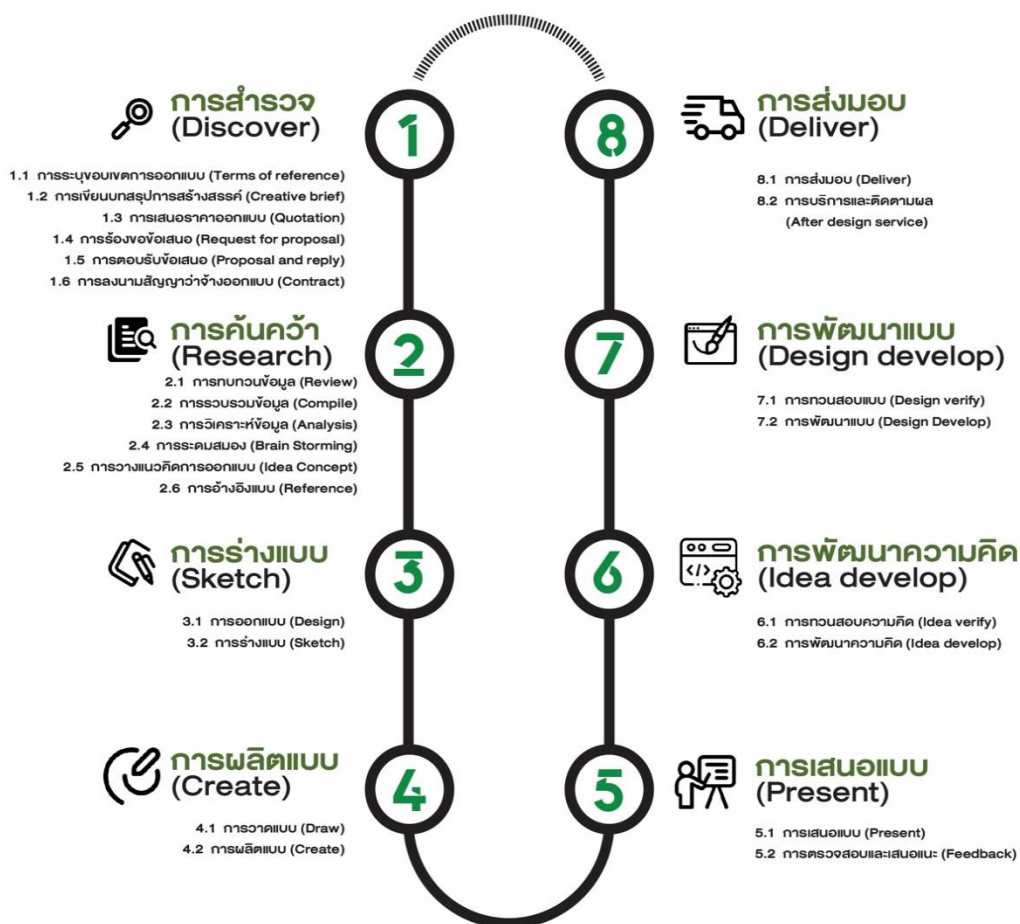 1
การสำรวจ
(Discover)
1.1 การระบุขอบเขตการออกแบบ (Terms of reference)
1.2 การเขียนบทสรุปการสร้างสรรค์ (Creative brief)
1.3 การเสนอราคาออกแบบ (Quotation)
1.4 การร้องขอข้อเสนอ (Request for proposal)
1.5 การตอบรับข้อเสนอ (Proposal and reply)
1.6 การลงนามสัญญาว่าจ้างออกแบบ (Contract)
2
การค้นคว้า
(Research)
2.1 การทบทวนข้อมูล (Review)
2.2 การรวบรวมข้อมูล (Compile)
2.3 การวิเคราะห์ข้อมูล (Analysis)
2.4 การระดมสมอง (Brain Storming)
2.5 การวางแนวคิดการออกแบบ (Idea Concept)
2.6 การอ้างอิงแบบ (Reference)
3
การร่างแบบ
(Sketch)
3.1 การออกแบบ (Design)
3.2 การร่างแบบ (Sketch)
4
การผลิตแบบ
(Create)
4.1 การวาดแบบ (Draw)
4.2 การผลิตแบบ (Create)
5
การเสนอแบบ
(Present)
5.1 การเสนอแบบ (Present)
5.2 การตรวจสอบและเสนอแนะ (Feedback)
6
การพัฒนาความคิด
(Idea develop)
6.1 การทวนสอบความคิด (Idea verify)
6.2 การพัฒนาความคิด (Idea develop)
7
การพัฒนาแบบ
(Design develop)
7.1 การทวนสอบแบบ (Design verify)
7.2 การพัฒนาแบบ (Design Develop)
8
การส่งมอบ
(Deliver)
8.1 การส่งมอบ (Deliver)
8.2 การบริการและติดตามผล
(After design service)